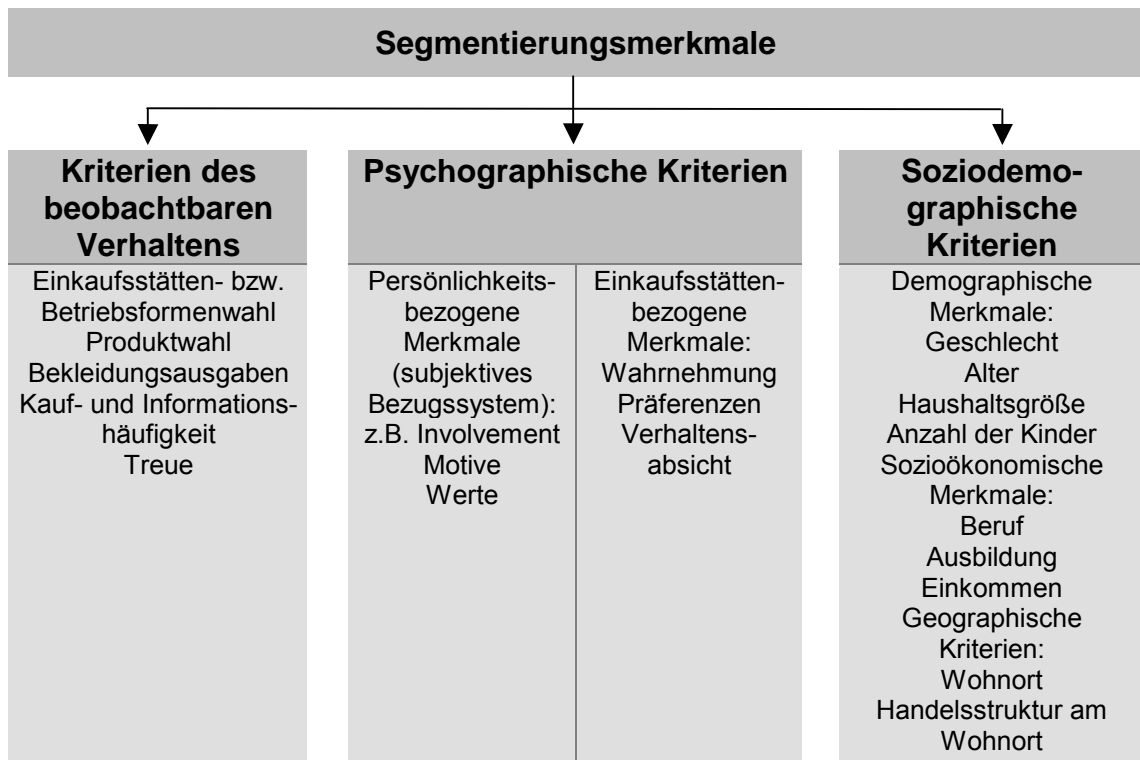 Segmentierungsmerkmale
Kriterien des
beobachtbaren
Verhaltens
Einkaufsstätten- bzw.
Betriebsformenwahl
Produktwahl
Bekleidungsausgaben
Kauf- und Informations-
häufigkeit
Treue
Psychographische Kriterien
Persönlichkeits-
bezogene
Merkmale
(subjektives
Bezugssystem):
z.B. Involvement
Motive
Werte
Einkaufsstätten-
bezogene
Merkmale:
Wahrnehmung
Präferenzen
Verhaltens-
absicht
Soziodemo-
graphische
Kriterien
Demographische
Merkmale:
Geschlecht
Alter
Haushaltsgröße
Anzahl der Kinder
Sozioökonomische
Merkmale:
Beruf
Ausbildung
Einkommen
Geographische
Kriterien:
Wohnort
Handelsstruktur am
Wohnort